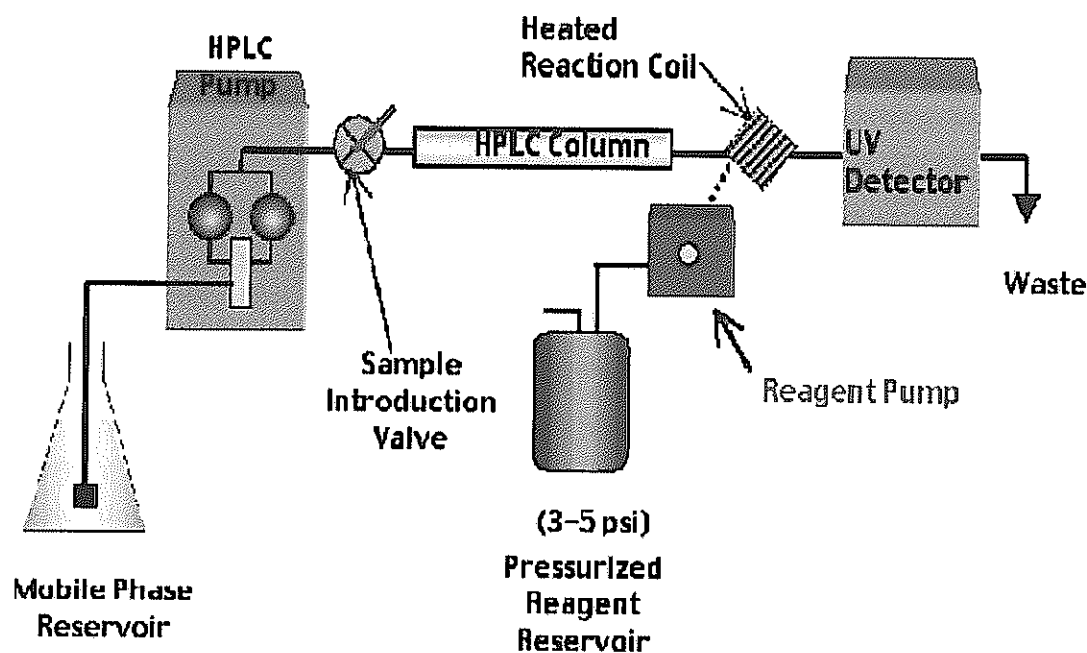 HPLC
Pump
Heated
Reaction Coil
HPLC Column
UV
Detector
Waste
Sample
Introduction
Valve
Reagent Pump
(3-5 psi)
Pressurized
Reagent
Reservoir
Mobile Phase
Reservoir